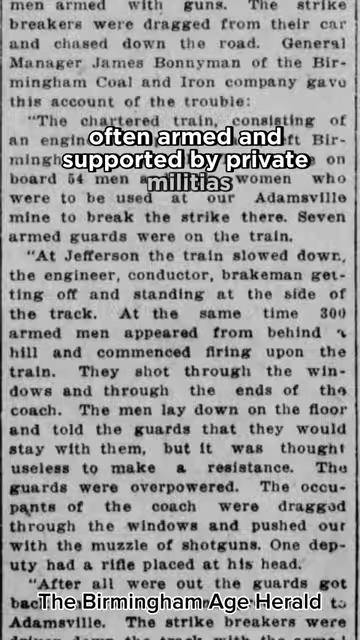 men armed with guns. The strike
breakers were dragged from their car
and chased down the road. General
Manager James Bonnyman of the Bir-
mingham Coal and Iron company gave
this account of the trouble:
"The chartered train, consisting of
an engin
often armed and
left Bir-
mingh
supported by private
on
board 54 men
militias
women who
were to be used at our Adamsville
mine to break the strike there. Seven
armed guards were on the train.
"At Jefferson the train slowed down,
the engineer, conductor, brakeman get-
ting off and standing at the side of
the track. At the same time 300
armed men appeared from behind a
hill and commenced firing upon the
train. They shot through the win-
dows and through the ends of the
coach. The men lay down on the floor
and told the guards that they would
stay with them, but it was thought
useless to make a resistance. The
guards were overpowered. The occu-
pants of the coach were dragged
through the windows and pushed out
with the muzzle of shotguns. One dep-
uty had a rifle placed at his head.
"After all were out the guards got
back
The Birmingham Age Herald
Adamsville. The strike breakers were
driven down the track with the